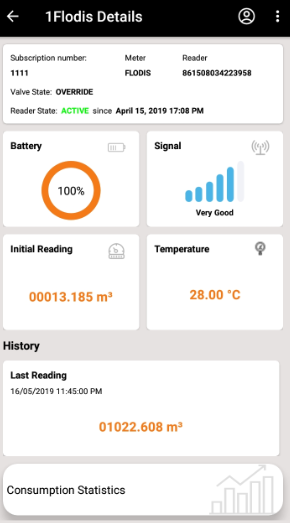 1Flodis Details
Subscription number: Meter Reader
1111 FLODIS 861508034223958
Valve State: OVERRIDE
Reader State: ACTIVE since April 15, 2019 17:08 PM
Battery
100%
Signal
Very Good
Initial Reading
00013.185 m³
Temperature
28.00 °C
History
Last Reading
16/05/2019 11:45:00 PM
01022.608 m³
Consumption Statistics